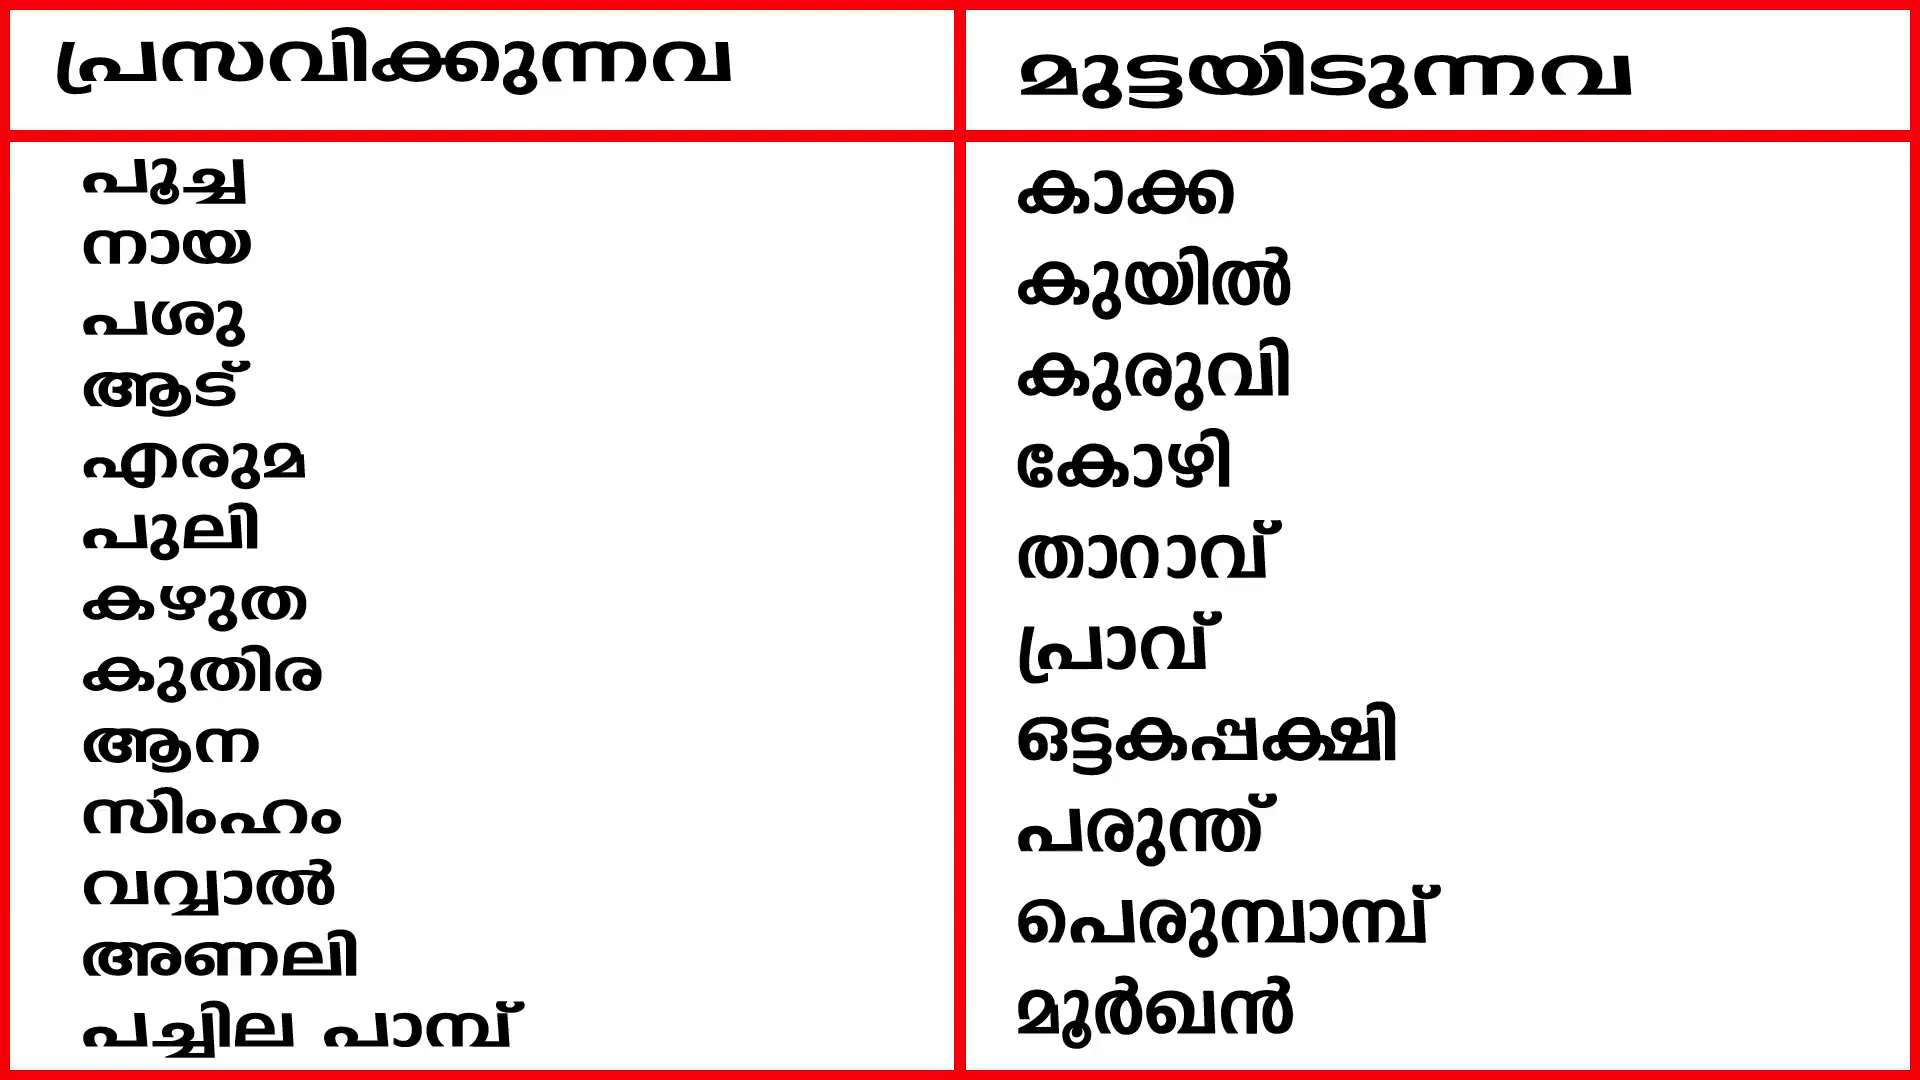 പ്രസവിക്കുന്നവ
പൂച്ച
നായ
പശു
ആട്
എരുമ
പുലി
കഴുത
കുതിര
ആന
സിംഹം
വവ്വാൽ
അണലി
പച്ചില പാമ്പ്
മുട്ടയിടുന്നവ
കാക്ക
കുയിൽ
കുരുവി
കോഴി
താറാവ്
പ്രാവ്
ഒട്ടകപ്പക്ഷി
പരുന്ത്
പെരുമ്പാമ്പ്
മൂർഖൻ